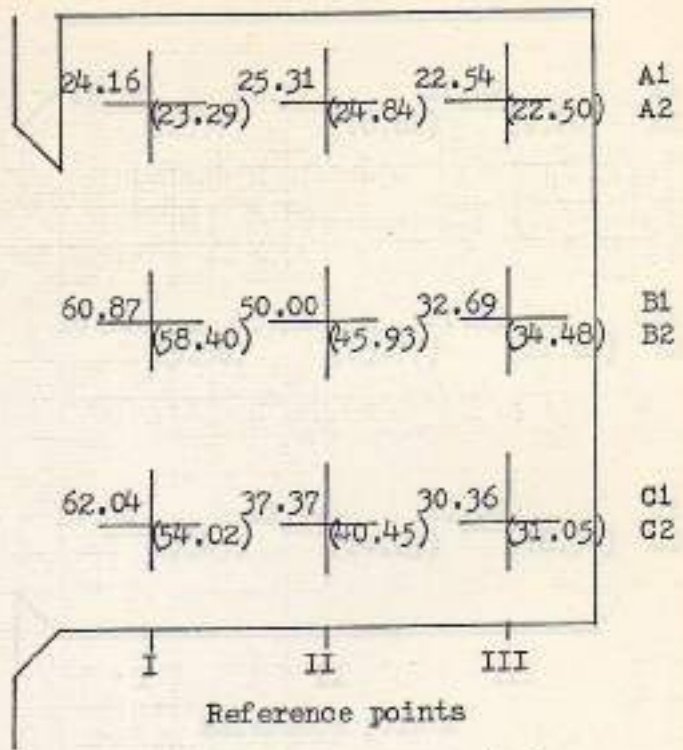 24.16 25.31 22.54 A1
(23.29) (24.84) (22.50) A2
60.87 50.00 32.69 B1
(58.40) (45.93) (34.48) B2
62.04 37.37 30.36 C1
(54.02) (40.45) (31.05) C2
I II III
Reference points